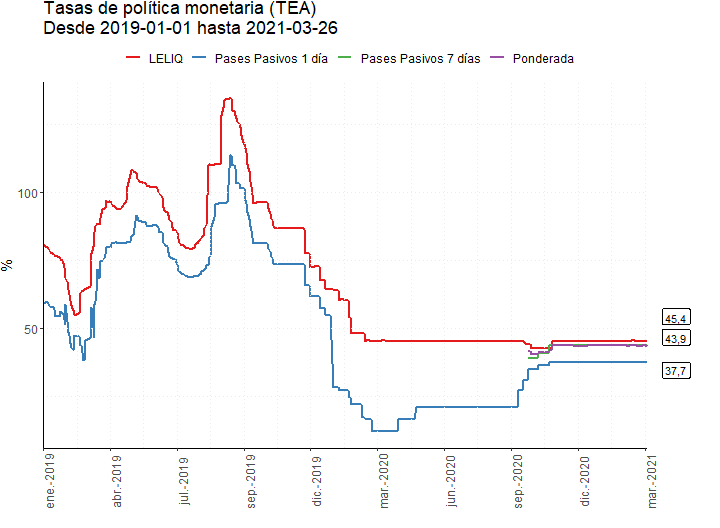 Tasas de política monetaria (TEA)
Desde 2019-01-01 hasta 2021-03-26
LELIQ Pases Pasivos 1 día Pases Pasivos 7 días Ponderada
%
100
50
45,4
43,9
37,7
ene.-2019
abr.-2019
jul.-2019
sep.-2019
dic.-2019
mar.-2020
jun.-2020
sep.-2020
dic.-2020
mar.-2021